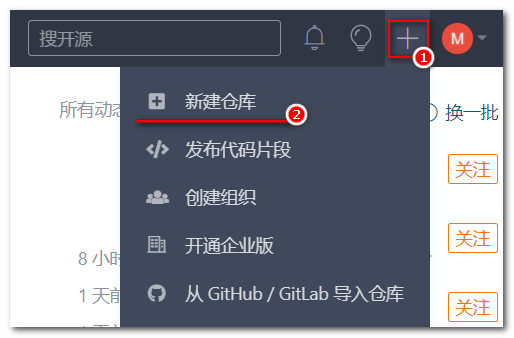 搜开源
M
1
新建仓库
2
所有动态
换一批
发布代码片段
关注
创建组织
关注
开通企业版
8 小时
从 GitHub / GitLab 导入仓库
1 天前
关注